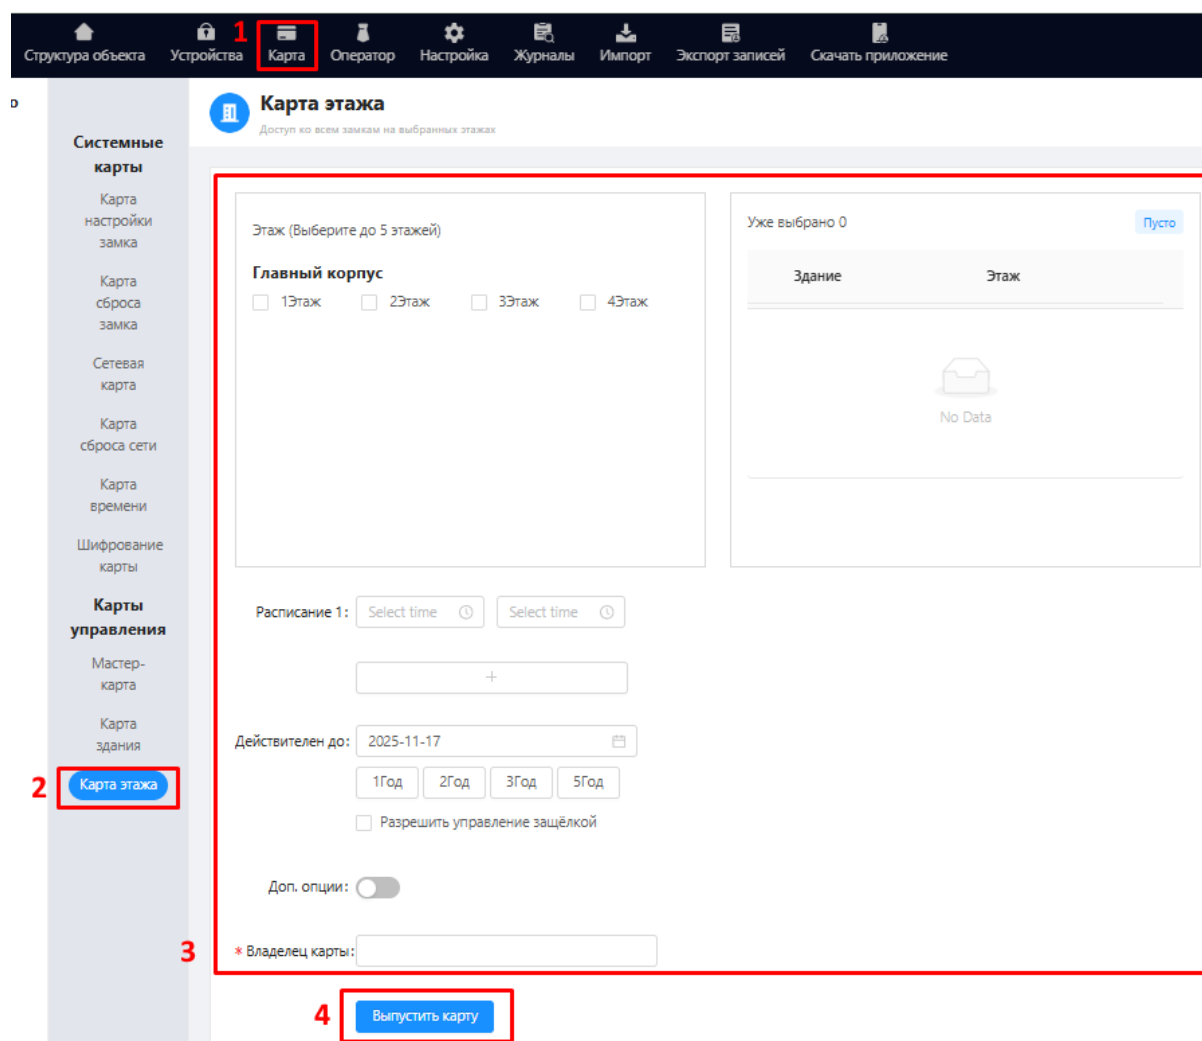 1
Структура объекта Устройства Карта Оператор Настройка Журналы Импорт Экспорт записей Скачать приложение
о
Карта этажа
Доступ ко всем замкам на выбранных этажах
Системные
карты
Карта
настройки
замка
Карта
сброса
замка
Сетевая
карта
Карта
сброса сети
Карта
времени
Шифрование
карты
Карты
управления
Мастер-
карта
Карта
здания
2 Карта этажа
Этаж (Выберите до 5 этажей)
Главный корпус
1Этаж 2Этаж 3Этаж 4Этаж
Уже выбрано 0 Пусто
Здание Этаж
No Data
Расписание 1: Select time Select time
+
Действителен до: 2025-11-17
1Год 2Год 3Год 5Год
Разрешить управление защёлкой
Доп. опции:
3 * Владелец карты:
4 Выпустить карту